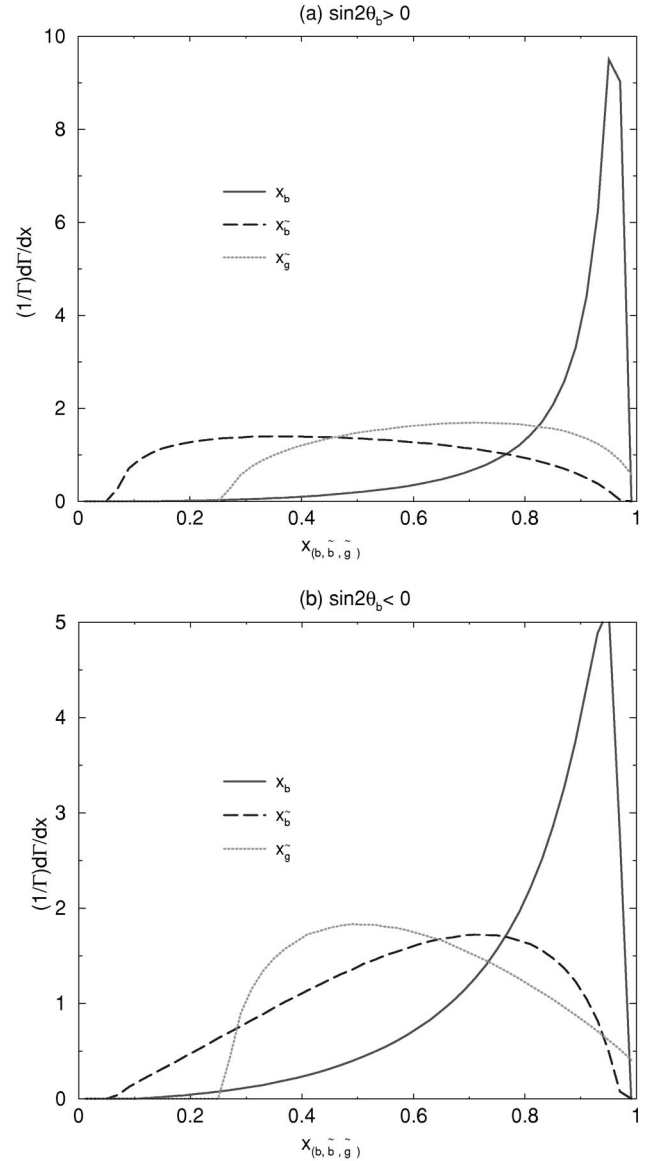 (a) sin2θb > 0
10
8
6
4
2
0
(1/Γ)dΓ/dx
xb
xb̃
xg̃
0 0.2 0.4 0.6 0.8 1
x(b, b̃, g̃)
(b) sin2θb < 0
5
4
3
2
1
0
(1/Γ)dΓ/dx
xb
xb̃
xg̃
0 0.2 0.4 0.6 0.8 1
x(b, b̃, g̃)